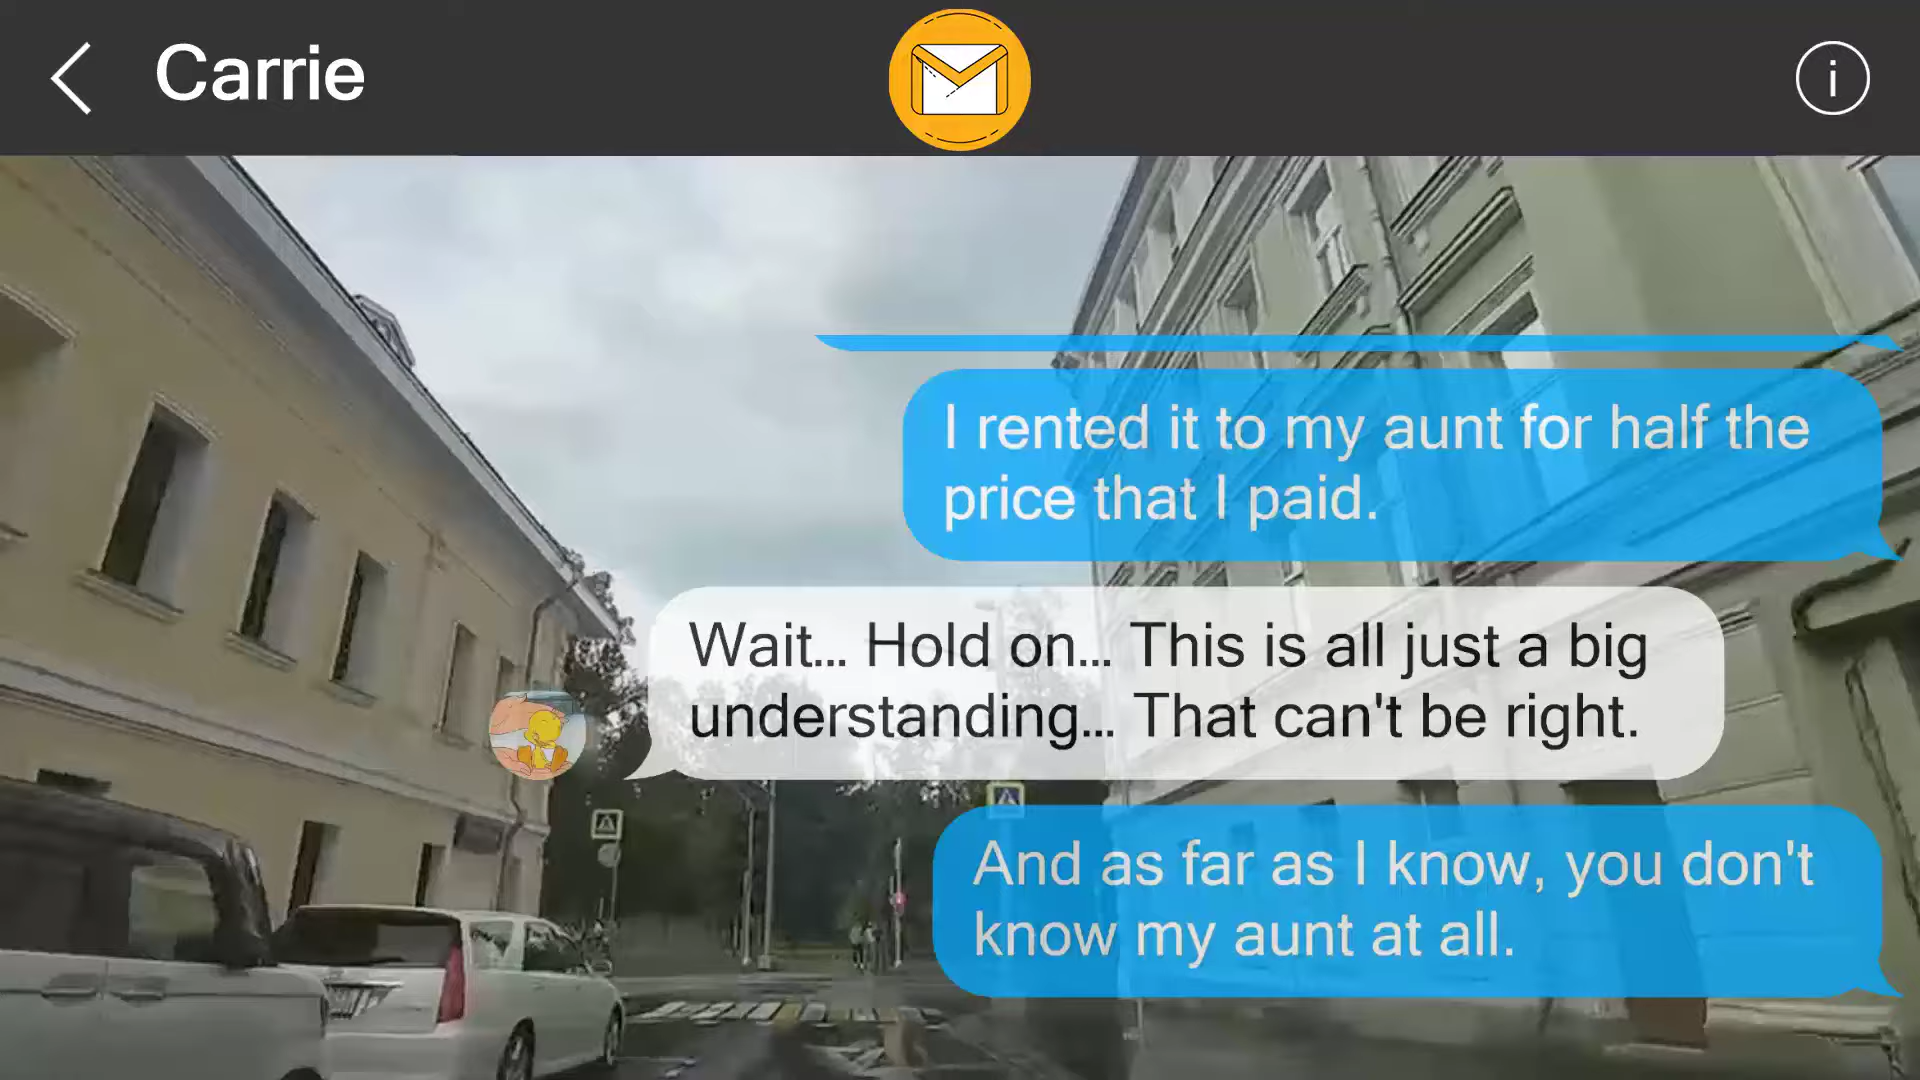 Carrie
i
I rented it to my aunt for half the
price that I paid.
Wait... Hold on... This is all just a big
understanding... That can't be right.
And as far as I know, you don't
know my aunt at all.